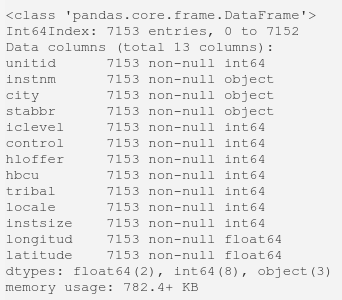 <class 'pandas.core.frame.DataFrame'>
Int64Index: 7153 entries, 0 to 7152
Data columns (total 13 columns):
unitid      7153 non-null int64
instnm      7153 non-null object
city        7153 non-null object
stabbr      7153 non-null object
iclevel     7153 non-null int64
control     7153 non-null int64
hloffer     7153 non-null int64
hbcu        7153 non-null int64
tribal      7153 non-null int64
locale      7153 non-null int64
instsize    7153 non-null int64
longitud    7153 non-null float64
latitude    7153 non-null float64
dtypes: float64(2), int64(8), object(3)
memory usage: 782.4+ KB